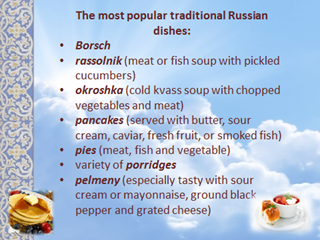 The most popular traditional Russian
dishes:
• Borsch
• rassolnik (meat or fish soup with pickled
cucumbers)
• okroshka (cold kvass soup with chopped
vegetables and meat)
• pancakes (served with butter, sour
cream, caviar, fresh fruit, or smoked fish)
• pies (meat, fish and vegetable)
• variety of porridges
• pelmeny (especially tasty with sour
cream or mayonnaise, ground black
pepper and grated cheese)